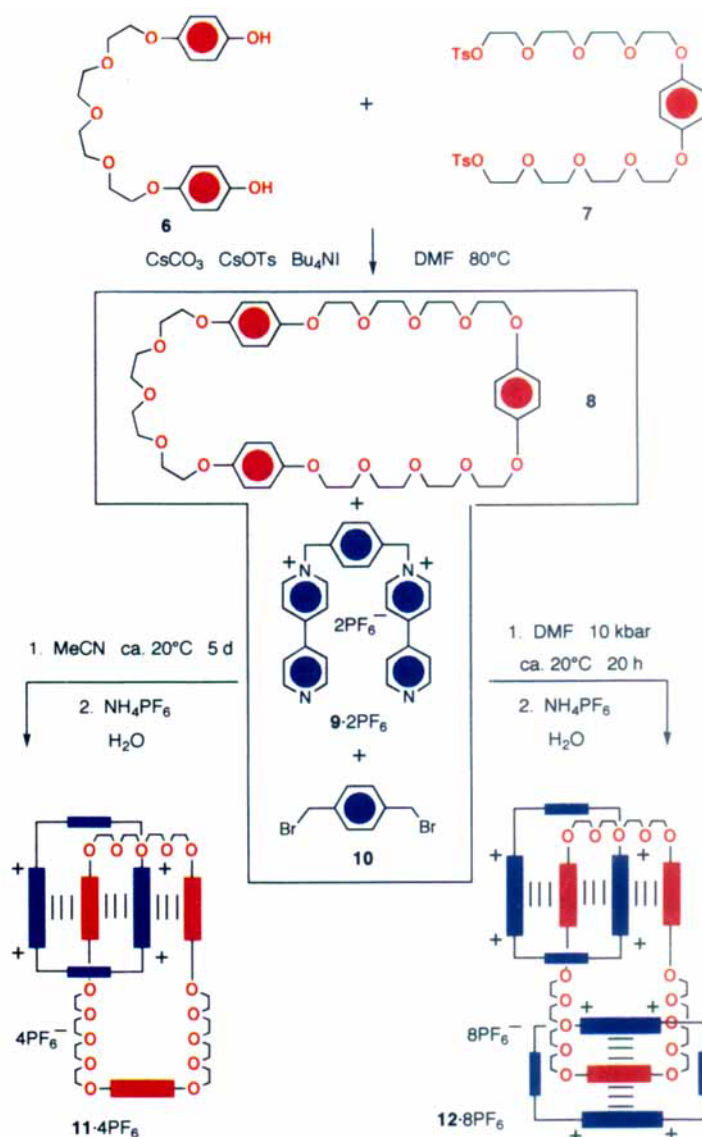 O OH
O
O
O
O OH
6
+
TsO O O O O
TsO O O O O
7
CsCO₃ CsOTs Bu₄NI DMF 80°C
O O O O O O
O
O
O
O O O O O O
8
+
+ +
N N
2PF₆⁻
N N
9·2PF₆
+
Br Br
10
1. MeCN ca. 20°C 5 d
2. NH₄PF₆
H₂O
1. DMF 10 kbar
ca. 20°C 20 h
2. NH₄PF₆
H₂O
O O O O O
+ +
+ +
O O
O O
O O
O O
O O
4PF₆⁻
11·4PF₆
O O O O O
+ +
+ +
O O
O O
O O
O O
O O
+ +
8PF₆⁻
+ +
12·8PF₆